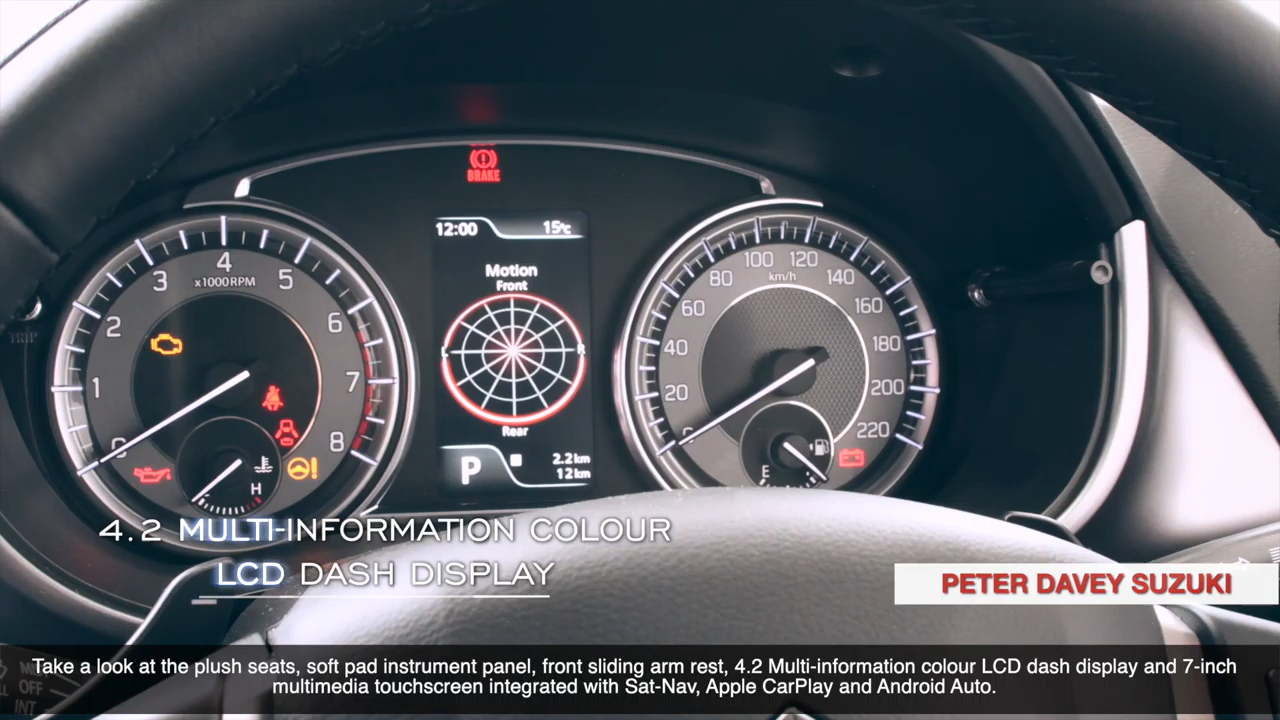 BRAKE
12:00 15°C
Motion
Front
L R
Rear
P 2.2 km
12 km
0 1 2 3 4 5 6 7 8
x1000RPM
H
20 40 60 80 100 120 140 160 180 200 220
km/h
E
TRIP
4.2 MULTI-INFORMATION COLOUR
LCD DASH DISPLAY
PETER DAVEY SUZUKI
OFF
INT
Take a look at the plush seats, soft pad instrument panel, front sliding arm rest, 4.2 Multi-information colour LCD dash display and 7-inch
multimedia touchscreen integrated with Sat-Nav, Apple CarPlay and Android Auto.